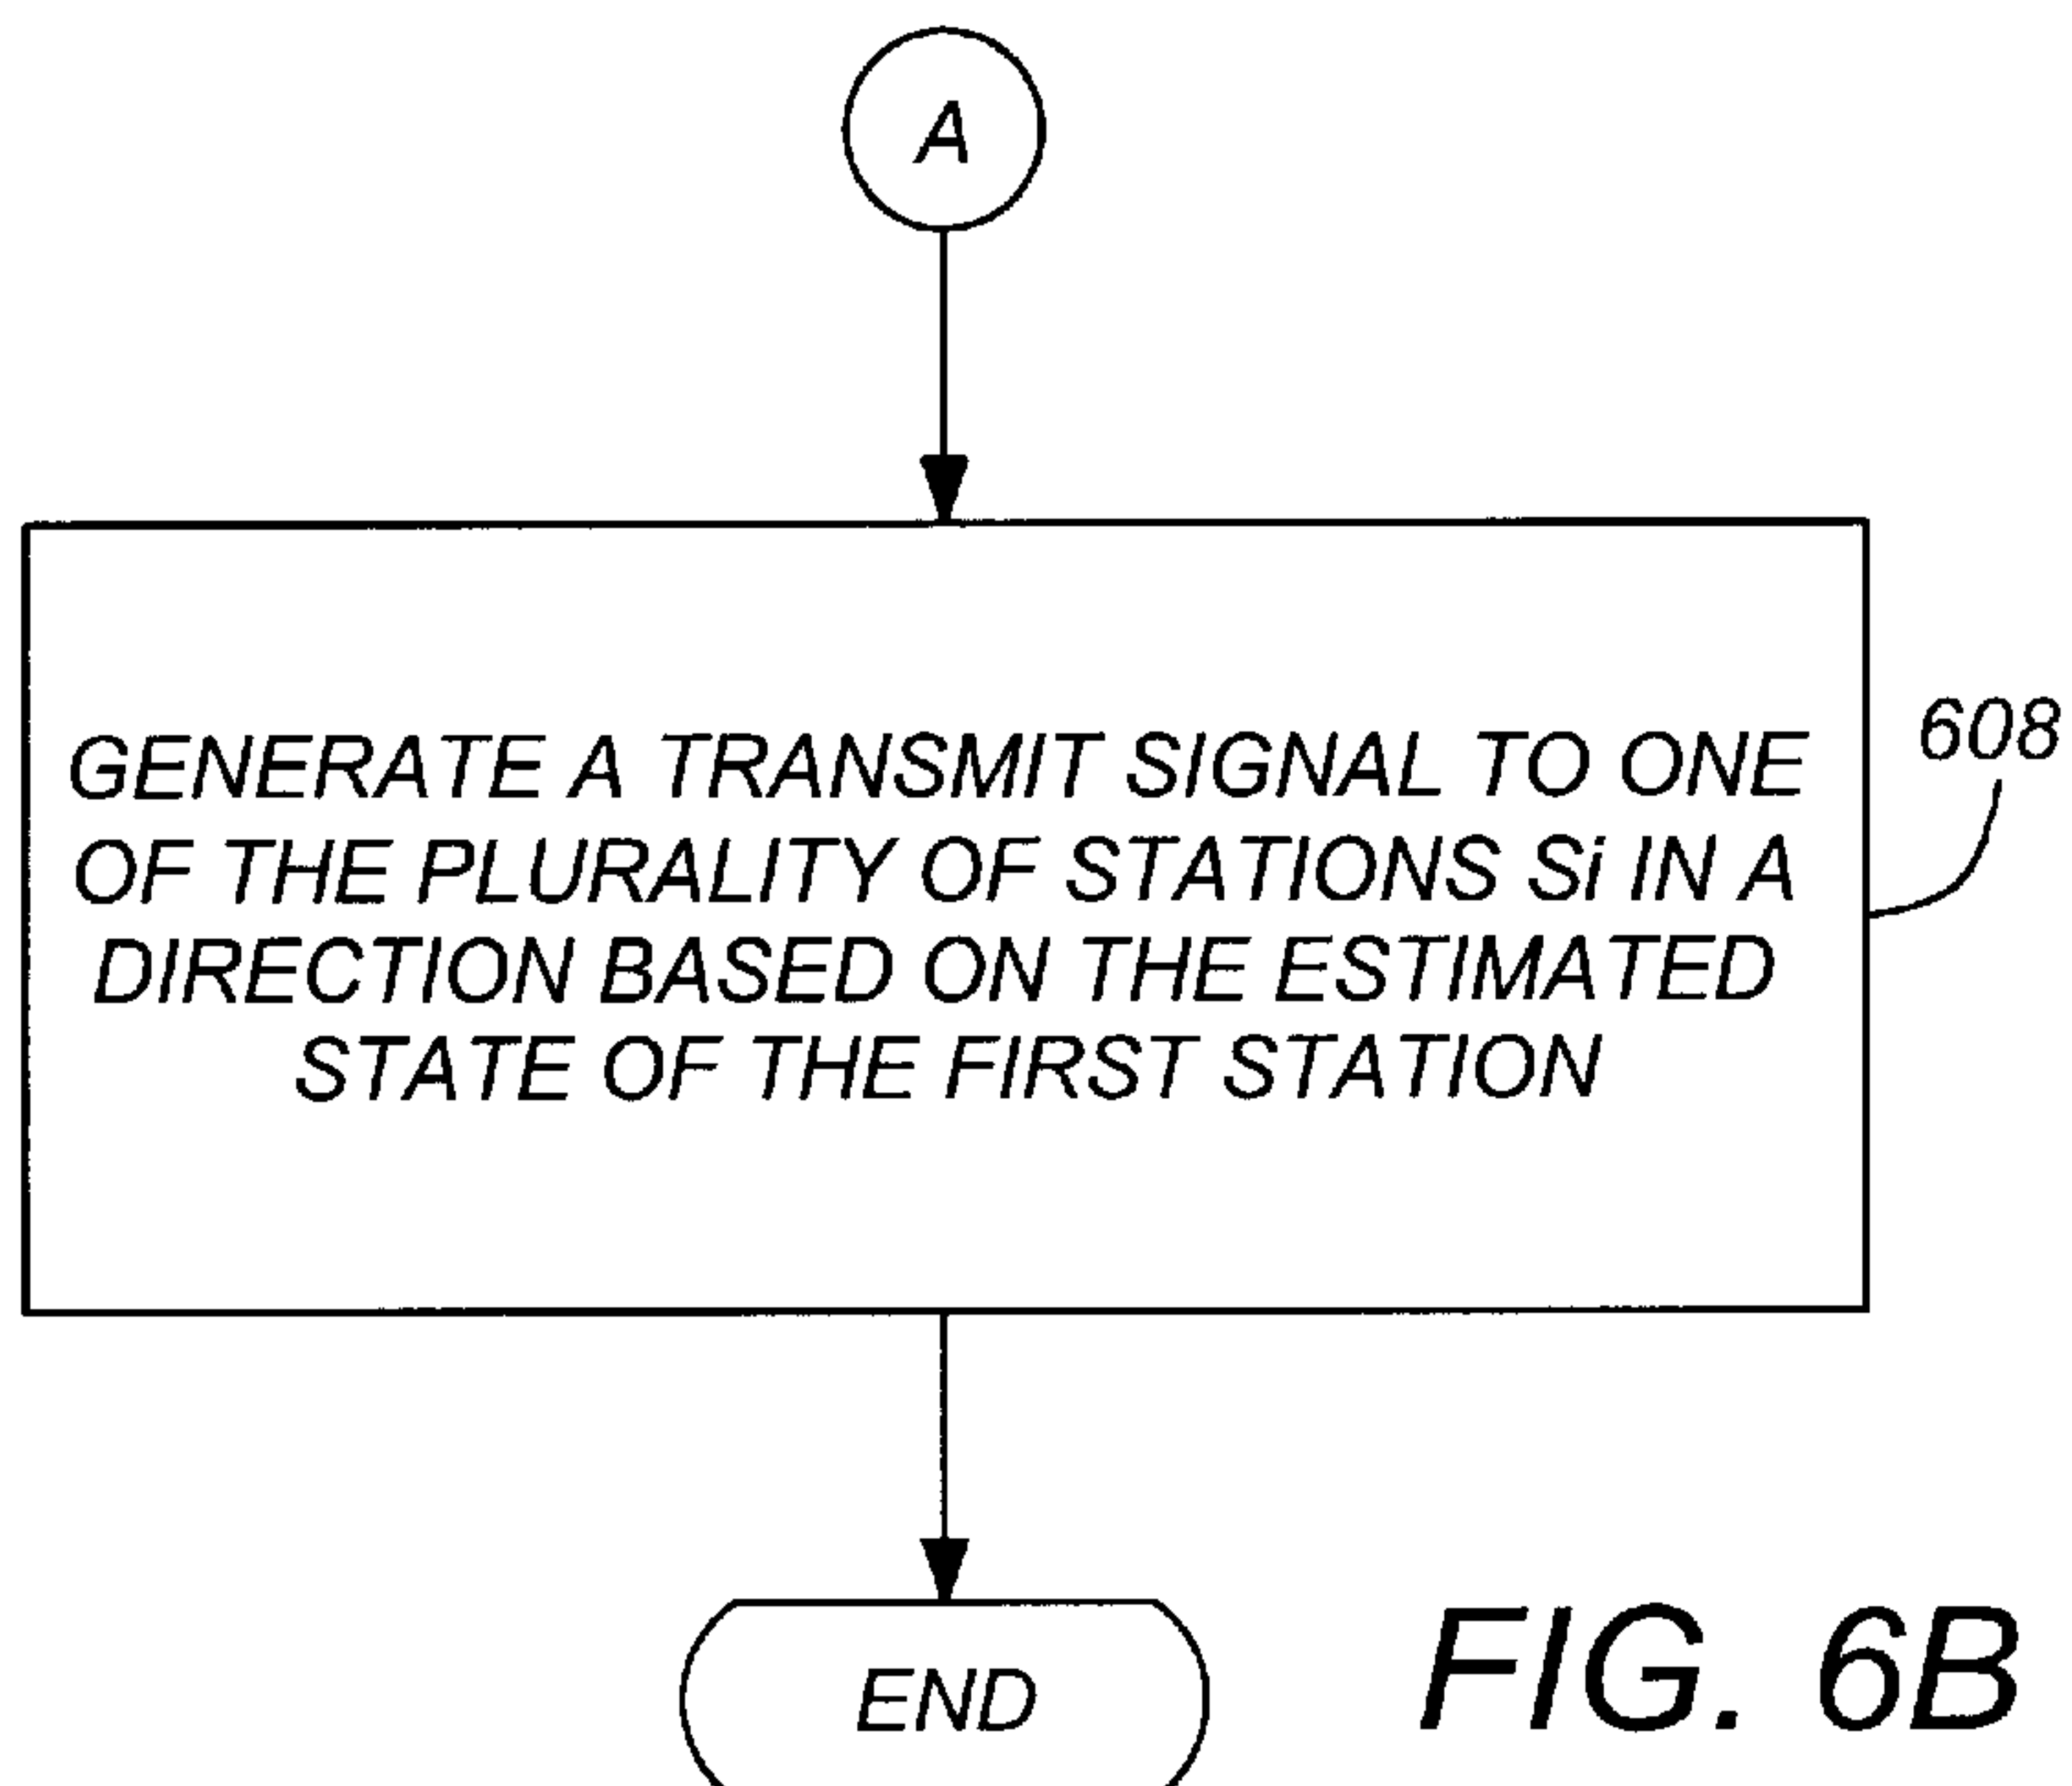 A
GENERATE A TRANSMIT SIGNAL TO ONE
OF THE PLURALITY OF STATIONS Si IN A
DIRECTION BASED ON THE ESTIMATED
STATE OF THE FIRST STATION
608
END
FIG. 6B